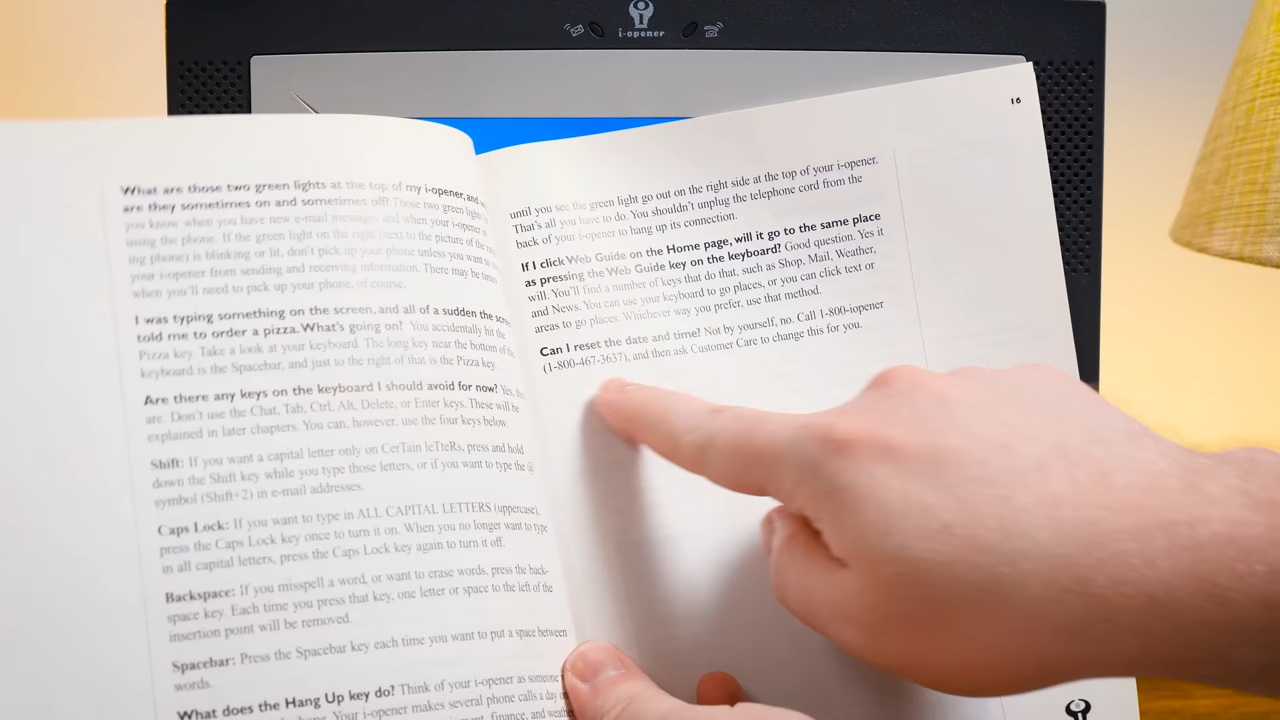 i-opener
What are those two green lights at the top of my i-opener, and
are they sometimes on and sometimes off? Those two green lights
you know when you have new e-mail messages and when your i-opener
using the phone. If the green light on the right (next to the picture of the
ing phone) is blinking or lit, don't pick up your phone unless you want to
your i-opener from sending and receiving information. There may be times
when you'll need to pick up your phone, of course.
I was typing something on the screen, and all of a sudden the
told me to order a pizza. What's going on? You accidentally hit the
Pizza key. Take a look at your keyboard. The long key near the bottom of
keyboard is the Spacebar, and just to the right of that is the Pizza key.
Are there any keys on the keyboard I should avoid for now? Yes,
are. Don't use the Chat, Tab, Ctrl, Alt, Delete, or Enter keys. These will be
explained in later chapters. You can, however, use the four keys below.
Shift: If you want a capital letter only on CerTain leTteRs, press and hold
down the Shift key while you type those letters, or if you want to type the @
symbol (Shift+2) in e-mail addresses.
Caps Lock: If you want to type in ALL CAPITAL LETTERS (uppercase),
press the Caps Lock key once to turn it on. When you no longer want to type
in all capital letters, press the Caps Lock key again to turn it off.
Backspace: If you misspell a word, or want to erase words, press the back-
space key. Each time you press that key, one letter or space to the left of the
insertion point will be removed.
Spacebar: Press the Spacebar key each time you want to put a space between
words.
What does the Hang Up key do? Think of your i-opener as someone
Your i-opener makes several phone calls a day
finance, and weather
16
until you see the green light go out on the right side at the top of your i-opener.
That's all you have to do. You shouldn't unplug the telephone cord from the
back of your i-opener to hang up its connection.
If I click Web Guide on the Home page, will it go to the same place
as pressing the Web Guide key on the keyboard? Good question. Yes it
will. You'll find a number of keys that do that, such as Shop, Mail, Weather,
and News. You can use your keyboard to go places, or you can click text or
areas to go places. Whichever way you prefer, use that method.
Can I reset the date and time? Not by yourself, no. Call 1-800-iopener
(1-800-467-3637), and then ask Customer Care to change this for you.